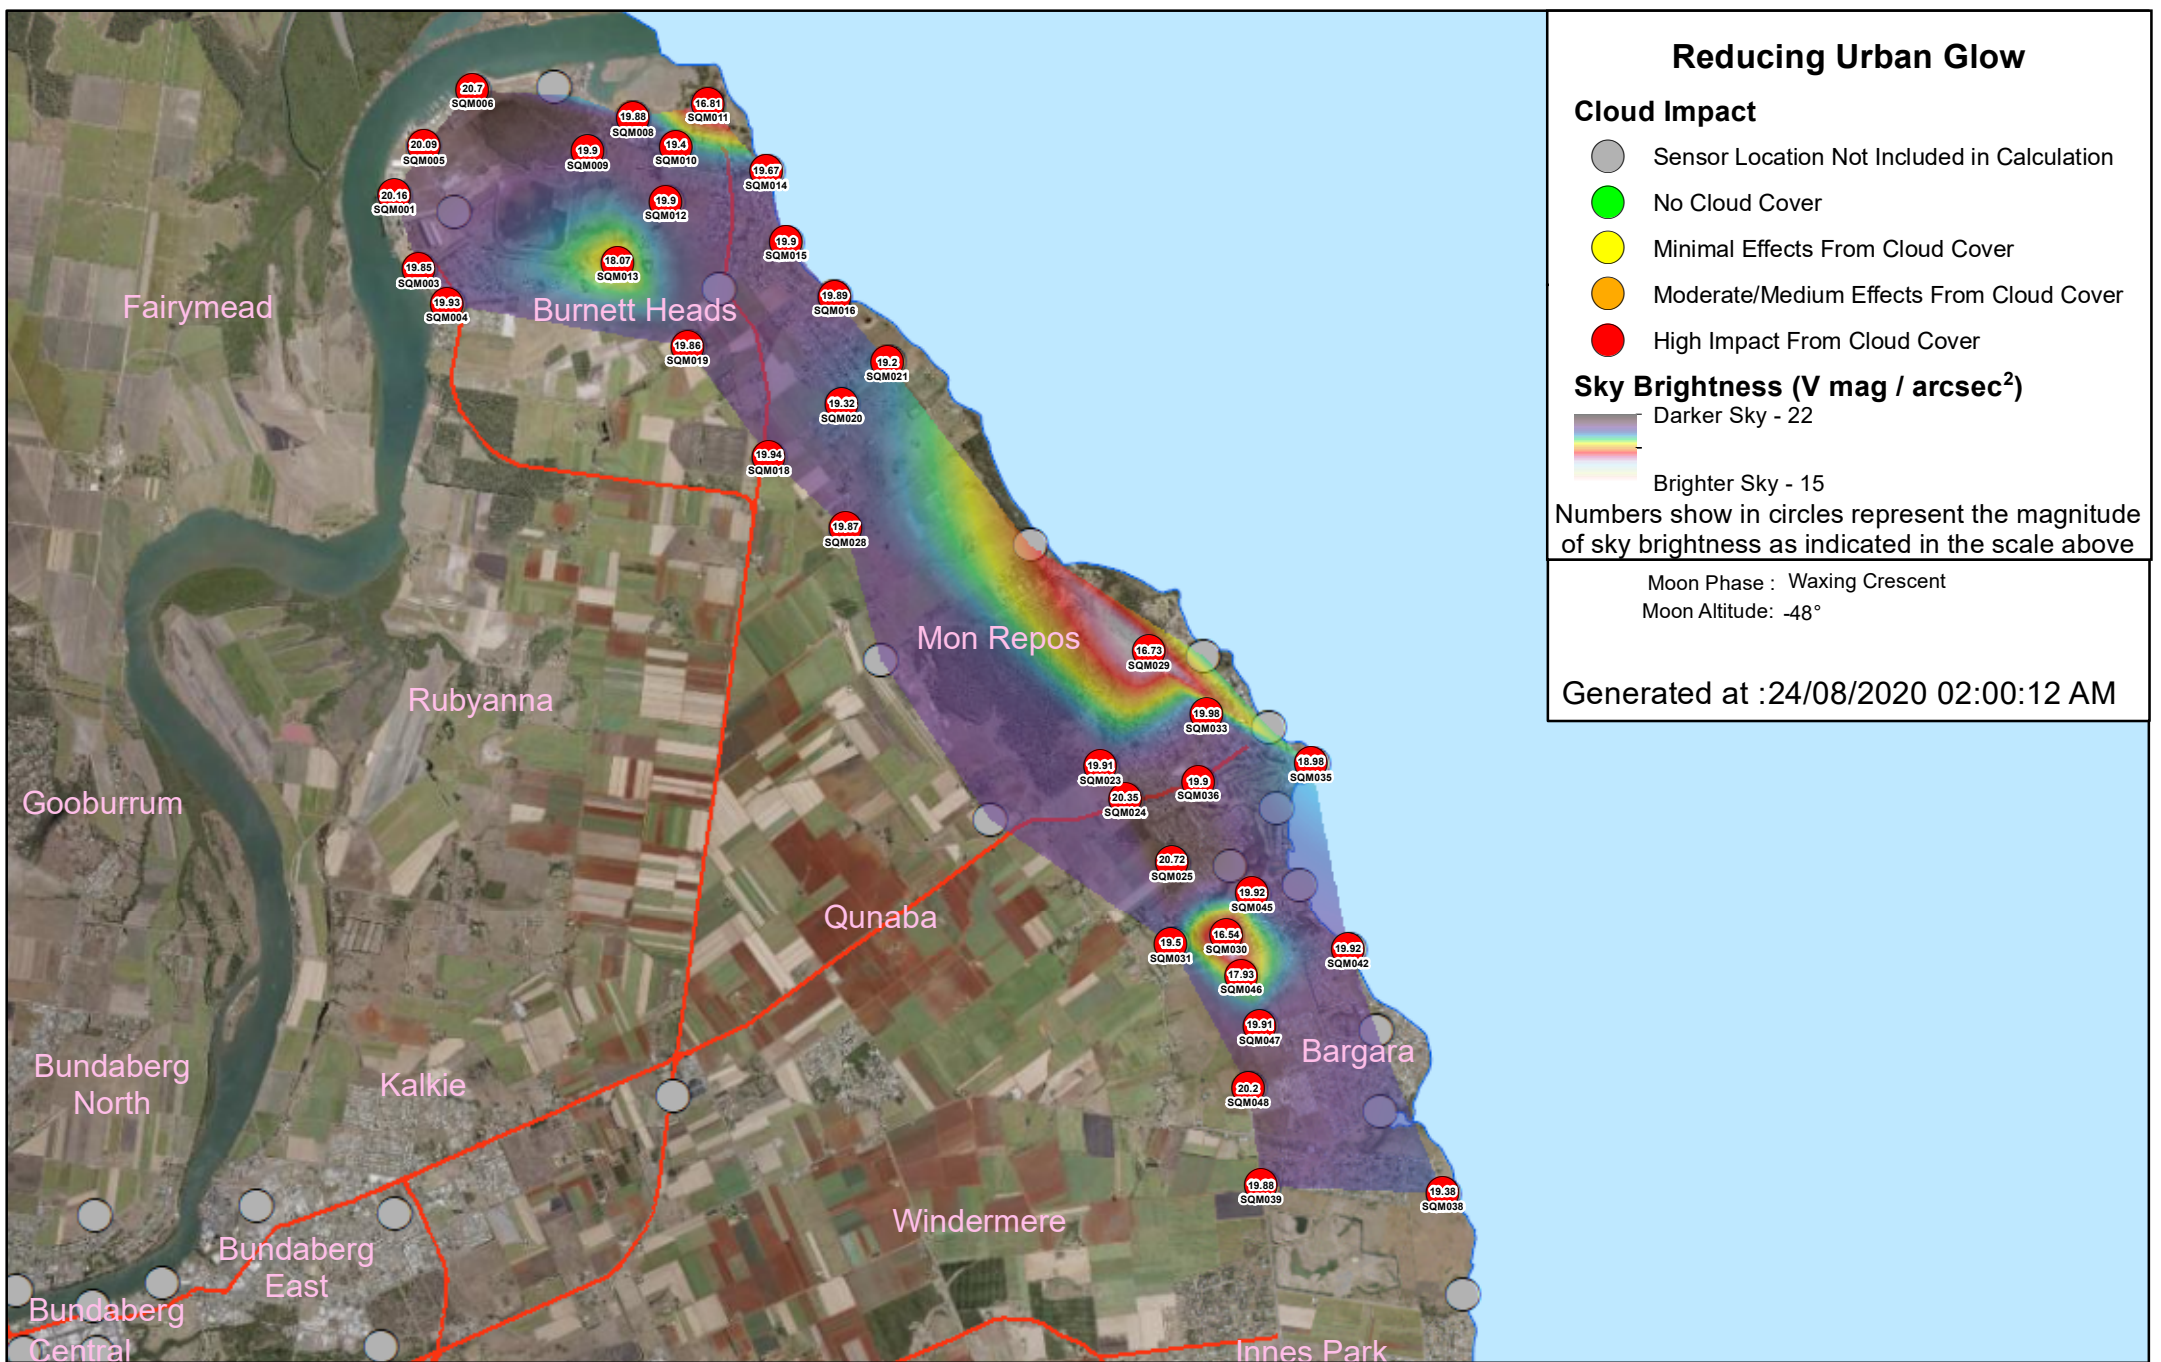 Reducing Urban Glow
Cloud Impact
Sensor Location Not Included in Calculation
No Cloud Cover
Minimal Effects From Cloud Cover
Moderate/Medium Effects From Cloud Cover
High Impact From Cloud Cover
Sky Brightness (V mag / arcsec²)
Darker Sky - 22
Brighter Sky - 15
Numbers show in circles represent the magnitude
of sky brightness as indicated in the scale above
Moon Phase : Waxing Crescent
Moon Altitude: -48°
Generated at :24/08/2020 02:00:12 AM
20.7
SQM006
16.81
SQM011
19.88
SQM008
20.09
SQM005
19.9
SQM009
19.4
SQM010
19.67
SQM014
20.16
SQM001
19.9
SQM012
19.9
SQM015
18.07
SQM013
19.85
SQM003
19.93
SQM004
19.89
SQM016
Fairymead
Burnett Heads
19.86
SQM019
19.2
SQM021
19.32
SQM020
19.94
SQM018
19.87
SQM028
Mon Repos
16.73
SQM029
Rubyanna
19.98
SQM033
19.91
SQM023
18.98
SQM035
19.9
SQM036
20.35
SQM024
Gooburrum
20.72
SQM025
19.92
SQM045
Qunaba
16.54
SQM030
19.5
SQM031
19.92
SQM042
17.93
SQM046
19.91
SQM047
Bargara
Bundaberg
North
Kalkie
20.2
SQM048
19.88
SQM039
19.38
SQM038
Windermere
Bundaberg
East
Bundaberg
Central
Innes Park